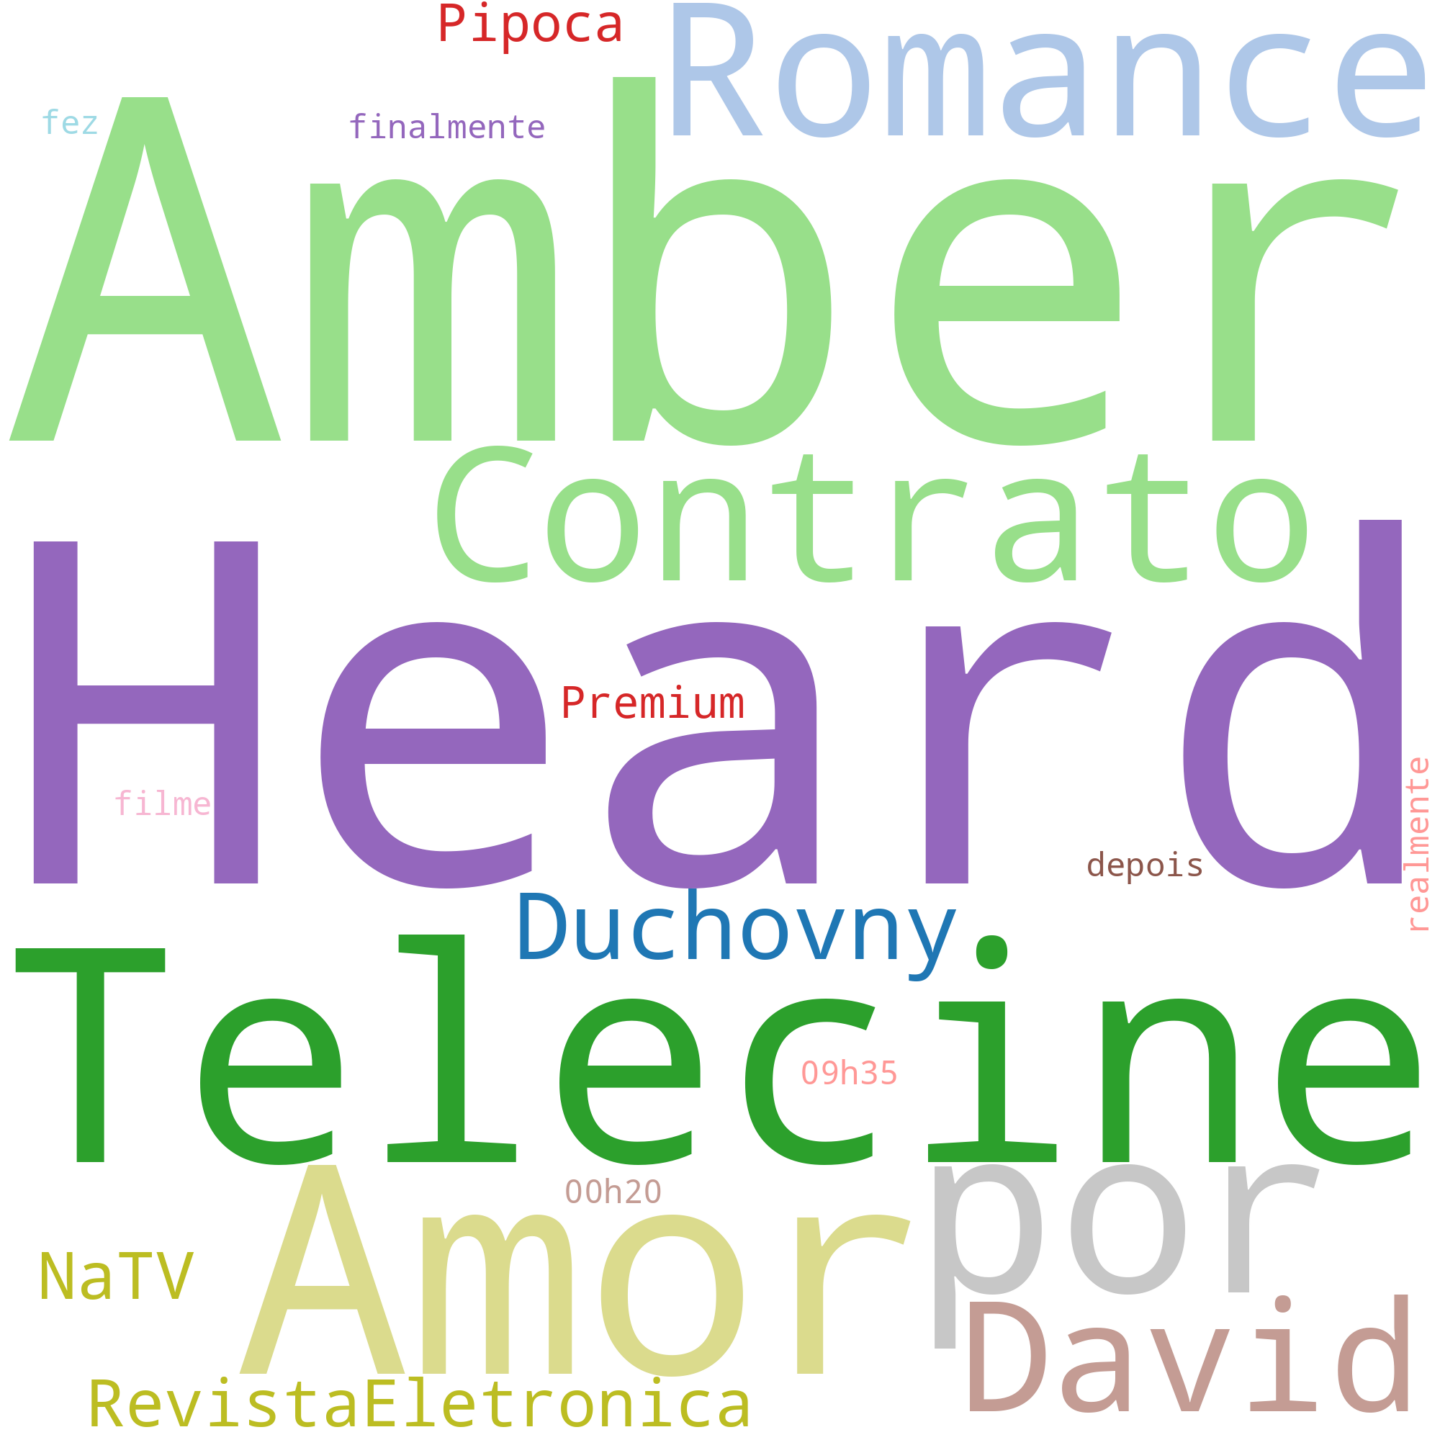 Pipoca
Romance
fez
finalmente
Amber
Contrato
Heard
Premium
filme
realmente
depois
Duchovny
Telecine
09h35
por
00h20
Amor
NaTV
David
RevistaEletronica